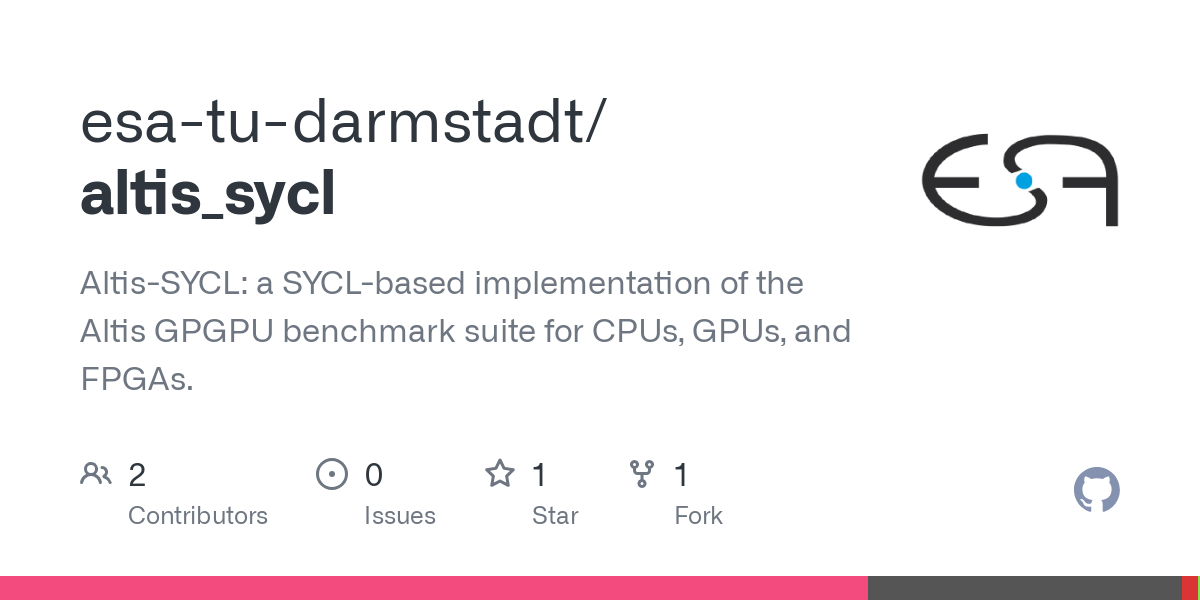 esa-tu-darmstadt/
altis_sycl
ESA
Altis-SYCL: a SYCL-based implementation of the
Altis GPGPU benchmark suite for CPUs, GPUs, and
FPGAs.
2
Contributors
0
Issues
1
Star
1
Fork